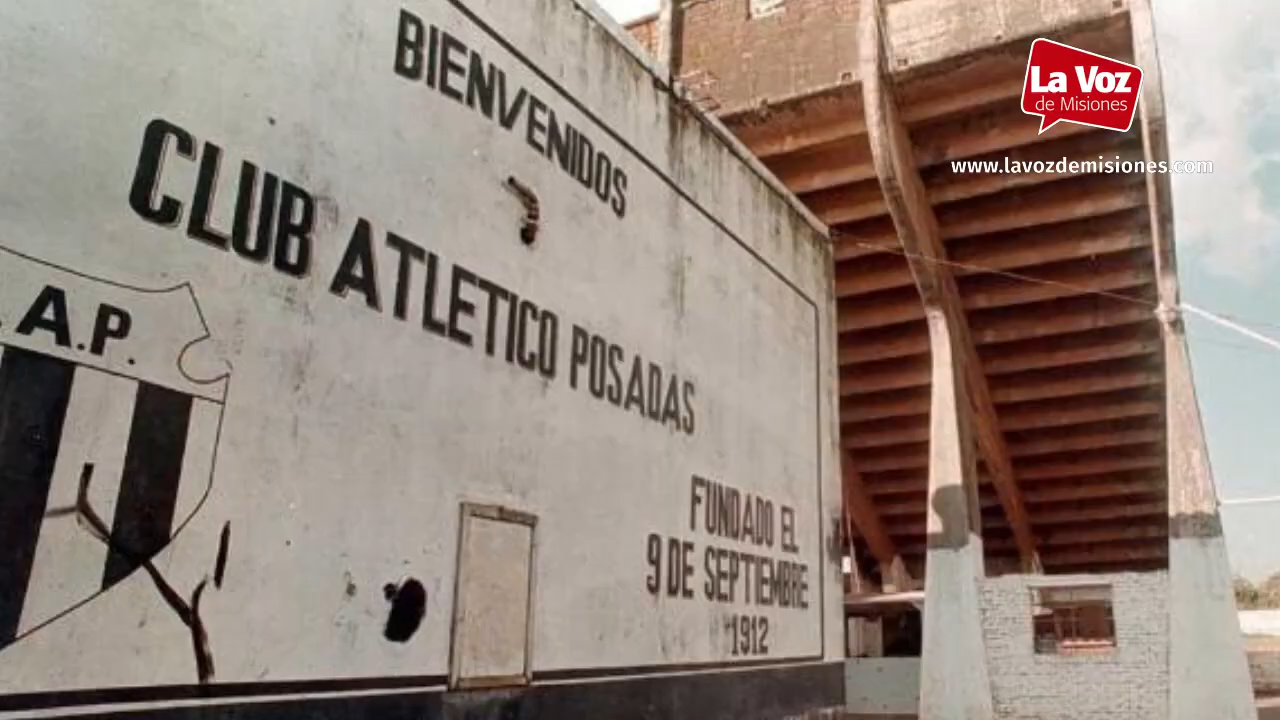 BIENVENIDOS
CLUB ATLETICO POSADAS
A.P.
FUNDADO EL
9 DE SEPTIEMBRE
1912
La Voz
de Misiones
www.lavozdemisiones.com